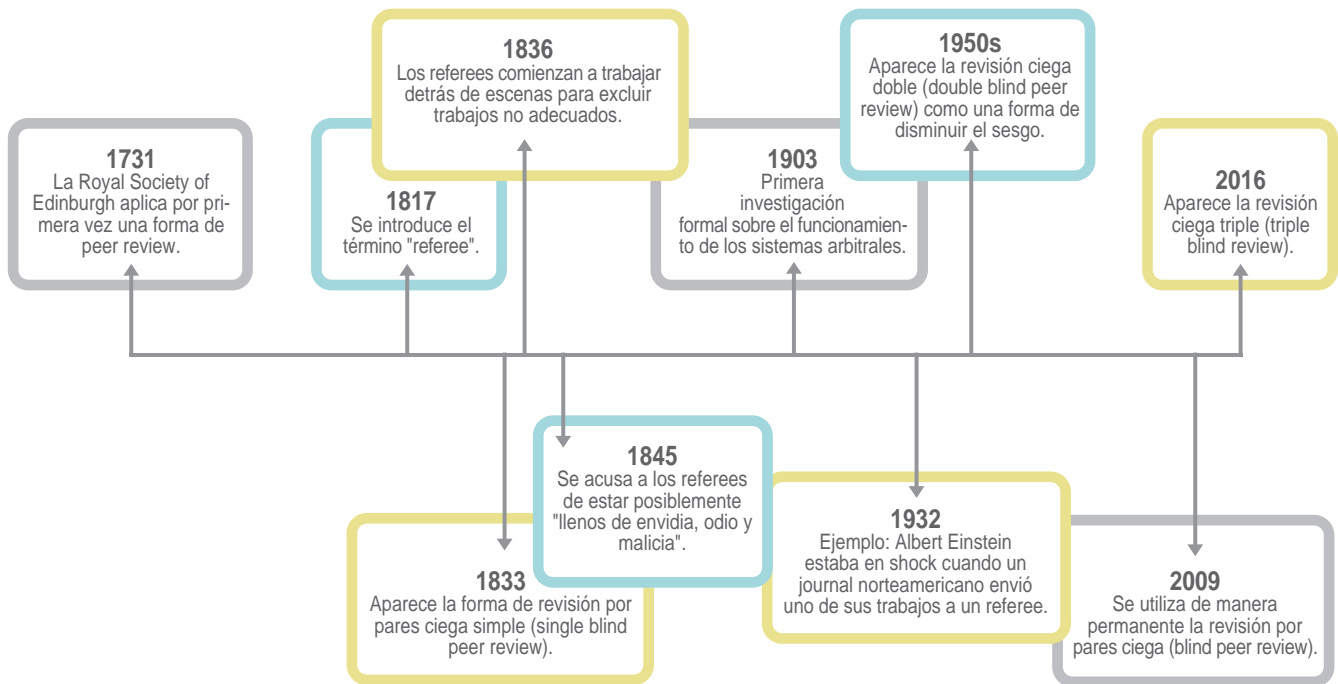 1731
La Royal Society of
Edinburgh aplica por pri-
mera vez una forma de
peer review.
1817
Se introduce el
término "referee".
1836
Los referees comienzan a trabajar
detrás de escenas para excluir
trabajos no adecuados.
1903
Primera
investigación
formal sobre el funcionamien-
to de los sistemas arbitrales.
1950s
Aparece la revisión ciega
doble (double blind peer
review) como una forma de
disminuir el sesgo.
2016
Aparece la revisión
ciega triple (triple
blind review).
1833
Aparece la forma de revisión por
pares ciega simple (single blind
peer review).
1845
Se acusa a los referees
de estar posiblemente
"llenos de envidia, odio y
malicia".
1932
Ejemplo: Albert Einstein
estaba en shock cuando un
journal norteamericano envió
uno de sus trabajos a un referee.
2009
Se utiliza de manera
permanente la revisión por
pares ciega (blind peer review).